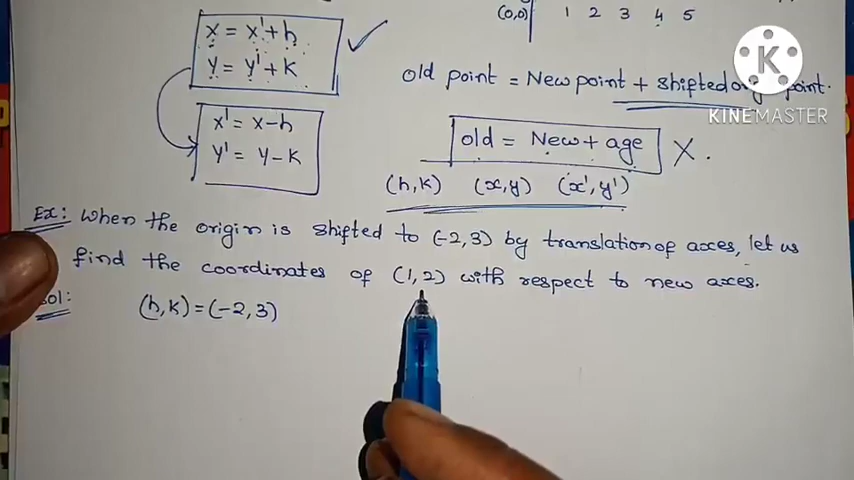 (0,0) 1 2 3 4 5
x = x' + h
y = y' + k
Old point = New point + shifted point.
K
KINEMASTER
x' = x - h
y' = y - k
old = New + age X.
(h, k) (x, y) (x', y')
Ex: When the origin is shifted to (-2, 3) by translation of axes, let us
find the coordinates of (1, 2) with respect to new axes.
(h, k) = (-2, 3)